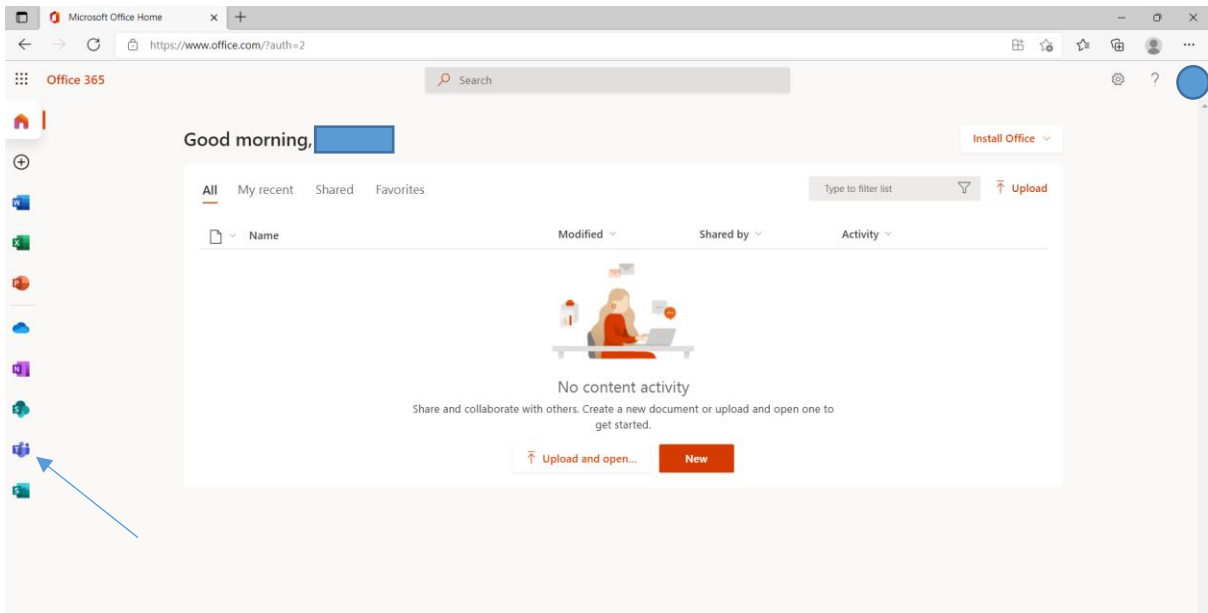 Microsoft Office Home
https://www.office.com/?auth=2
Office 365
Search
?
Good morning,
Install Office
All My recent Shared Favorites
Type to filter list
Upload
Name Modified Shared by Activity
No content activity
Share and collaborate with others. Create a new document or upload and open one to
get started.
Upload and open...
New